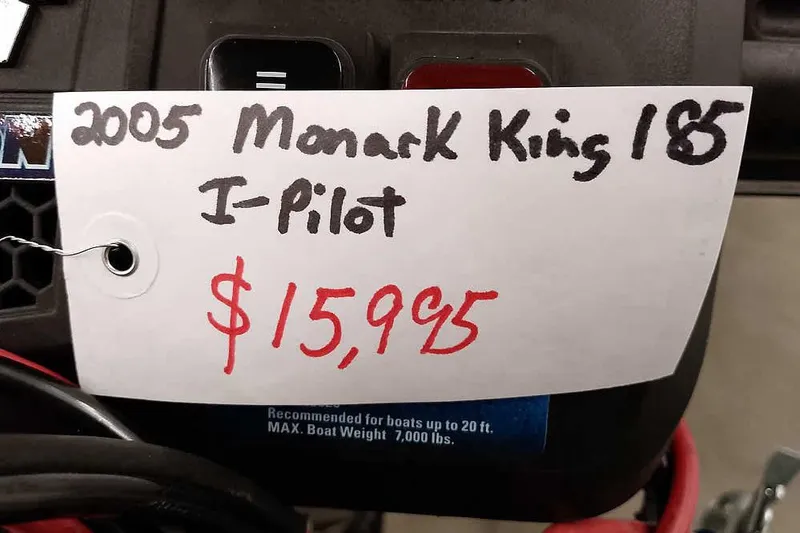 2005 Monark King 185
I-Pilot
$15,995
Recommended for boats up to 20 ft.
MAX. Boat Weight 7,000 lbs.